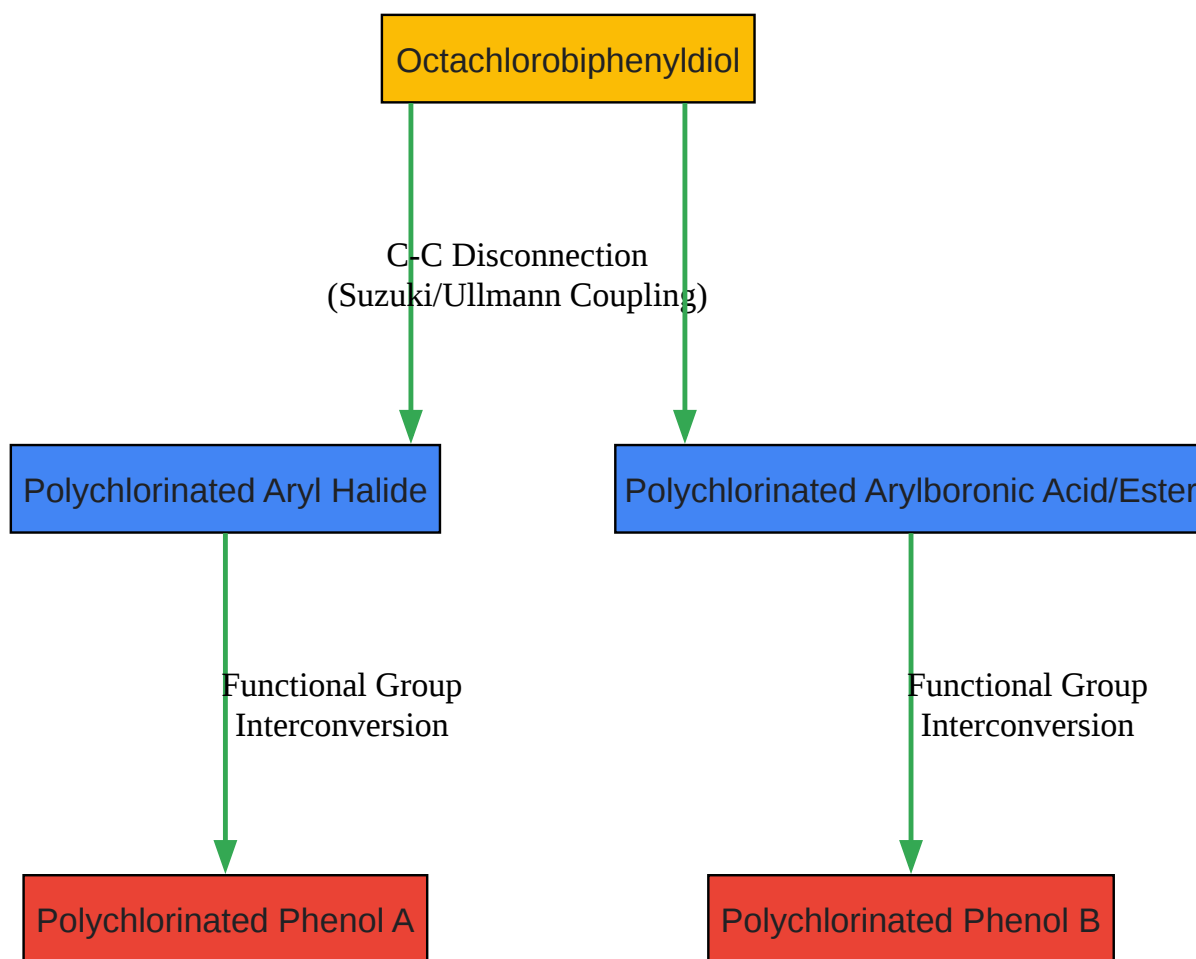 Octachlorobiphenyldiol
C-C Disconnection
(Suzuki/Ullmann Coupling)
Polychlorinated Aryl Halide
Polychlorinated Arylboronic Acid/Ester
Functional Group
Interconversion
Functional Group
Interconversion
Polychlorinated Phenol A
Polychlorinated Phenol B